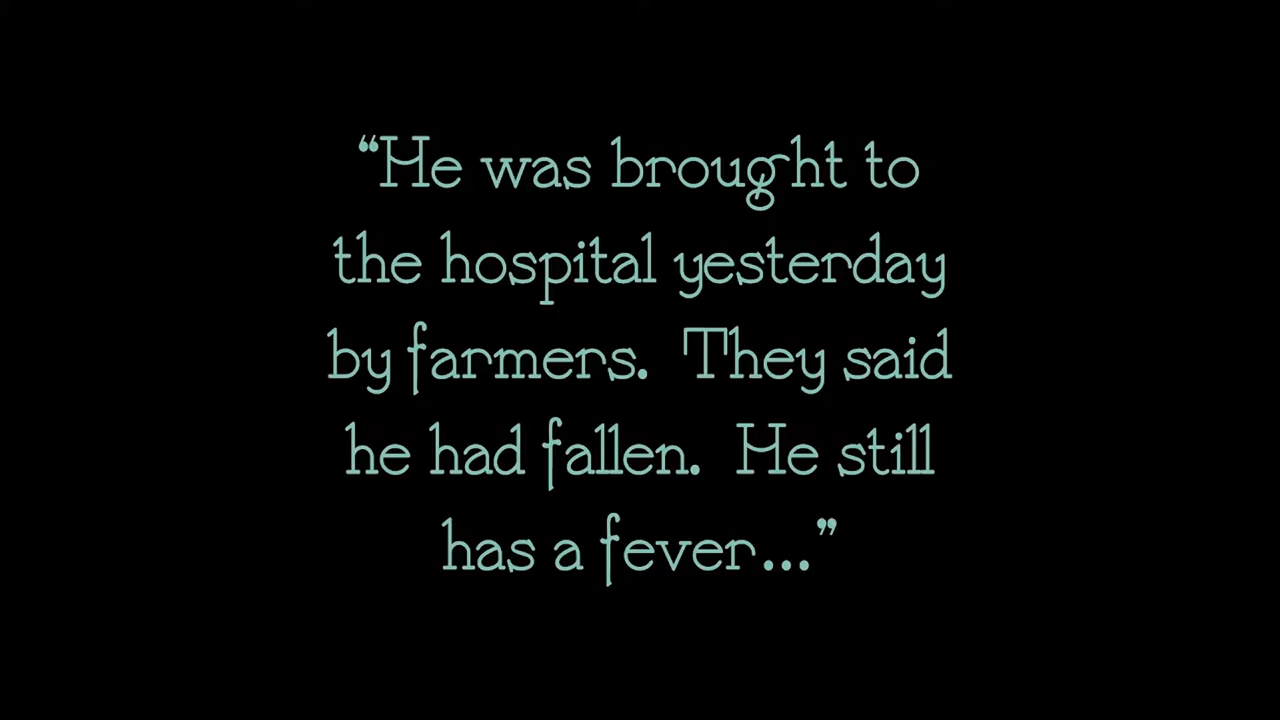 “He was brought to
the hospital yesterday
by farmers.  They said
he had fallen.  He still
has a fever...”